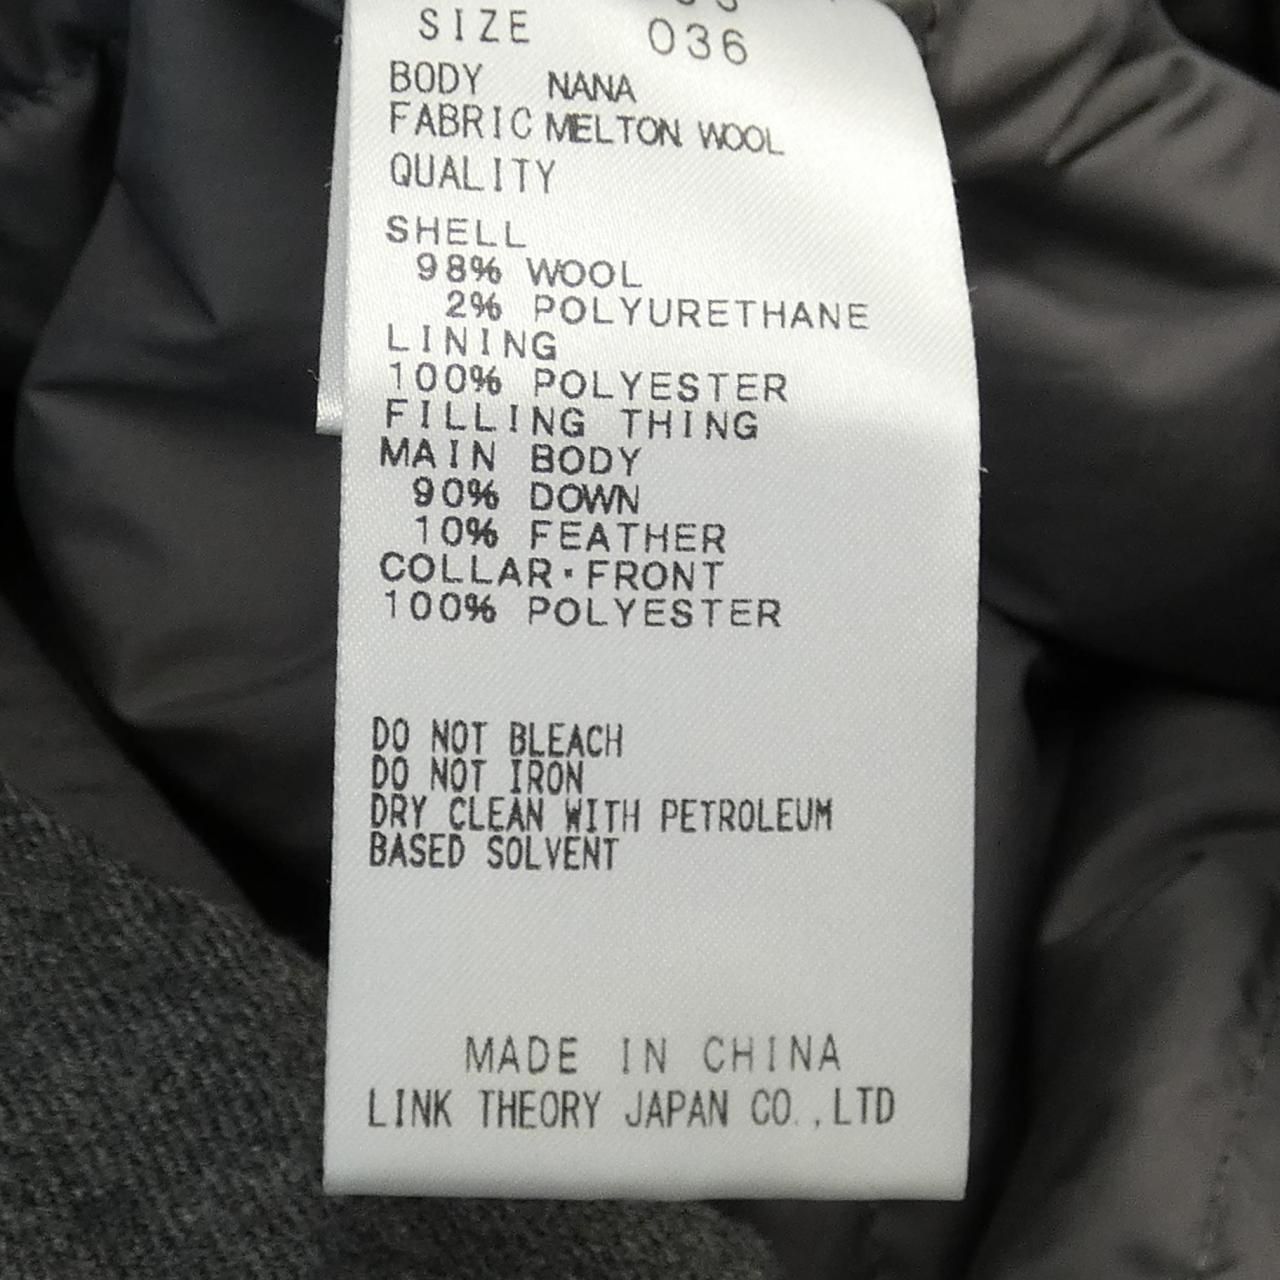 SIZE 036
BODY NANA
FABRIC MELTON WOOL
QUALITY
SHELL
98% WOOL
2% POLYURETHANE
LINING
100% POLYESTER
FILLING THING
MAIN BODY
90% DOWN
10% FEATHER
COLLAR·FRONT
100% POLYESTER
DO NOT BLEACH
DO NOT IRON
DRY CLEAN WITH PETROLEUM
BASED SOLVENT
MADE IN CHINA
LINK THEORY JAPAN CO.,LTD